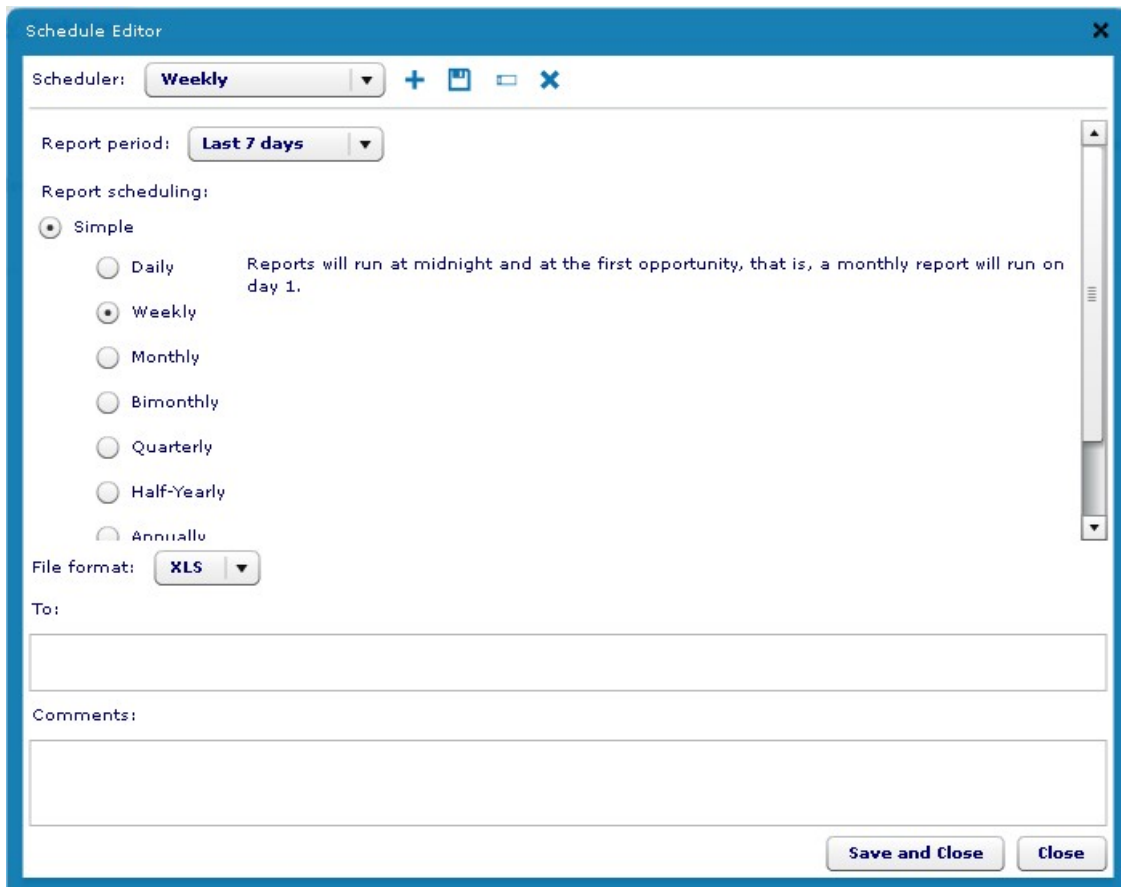 Schedule Editor
Scheduler: Weekly
Report period: Last 7 days
Report scheduling:
Simple
Daily
Reports will run at midnight and at the first opportunity, that is, a monthly report will run on
day 1.
Weekly
Monthly
Bimonthly
Quarterly
Half-Yearly
Annually
File format: XLS
To:
Comments:
Save and Close Close